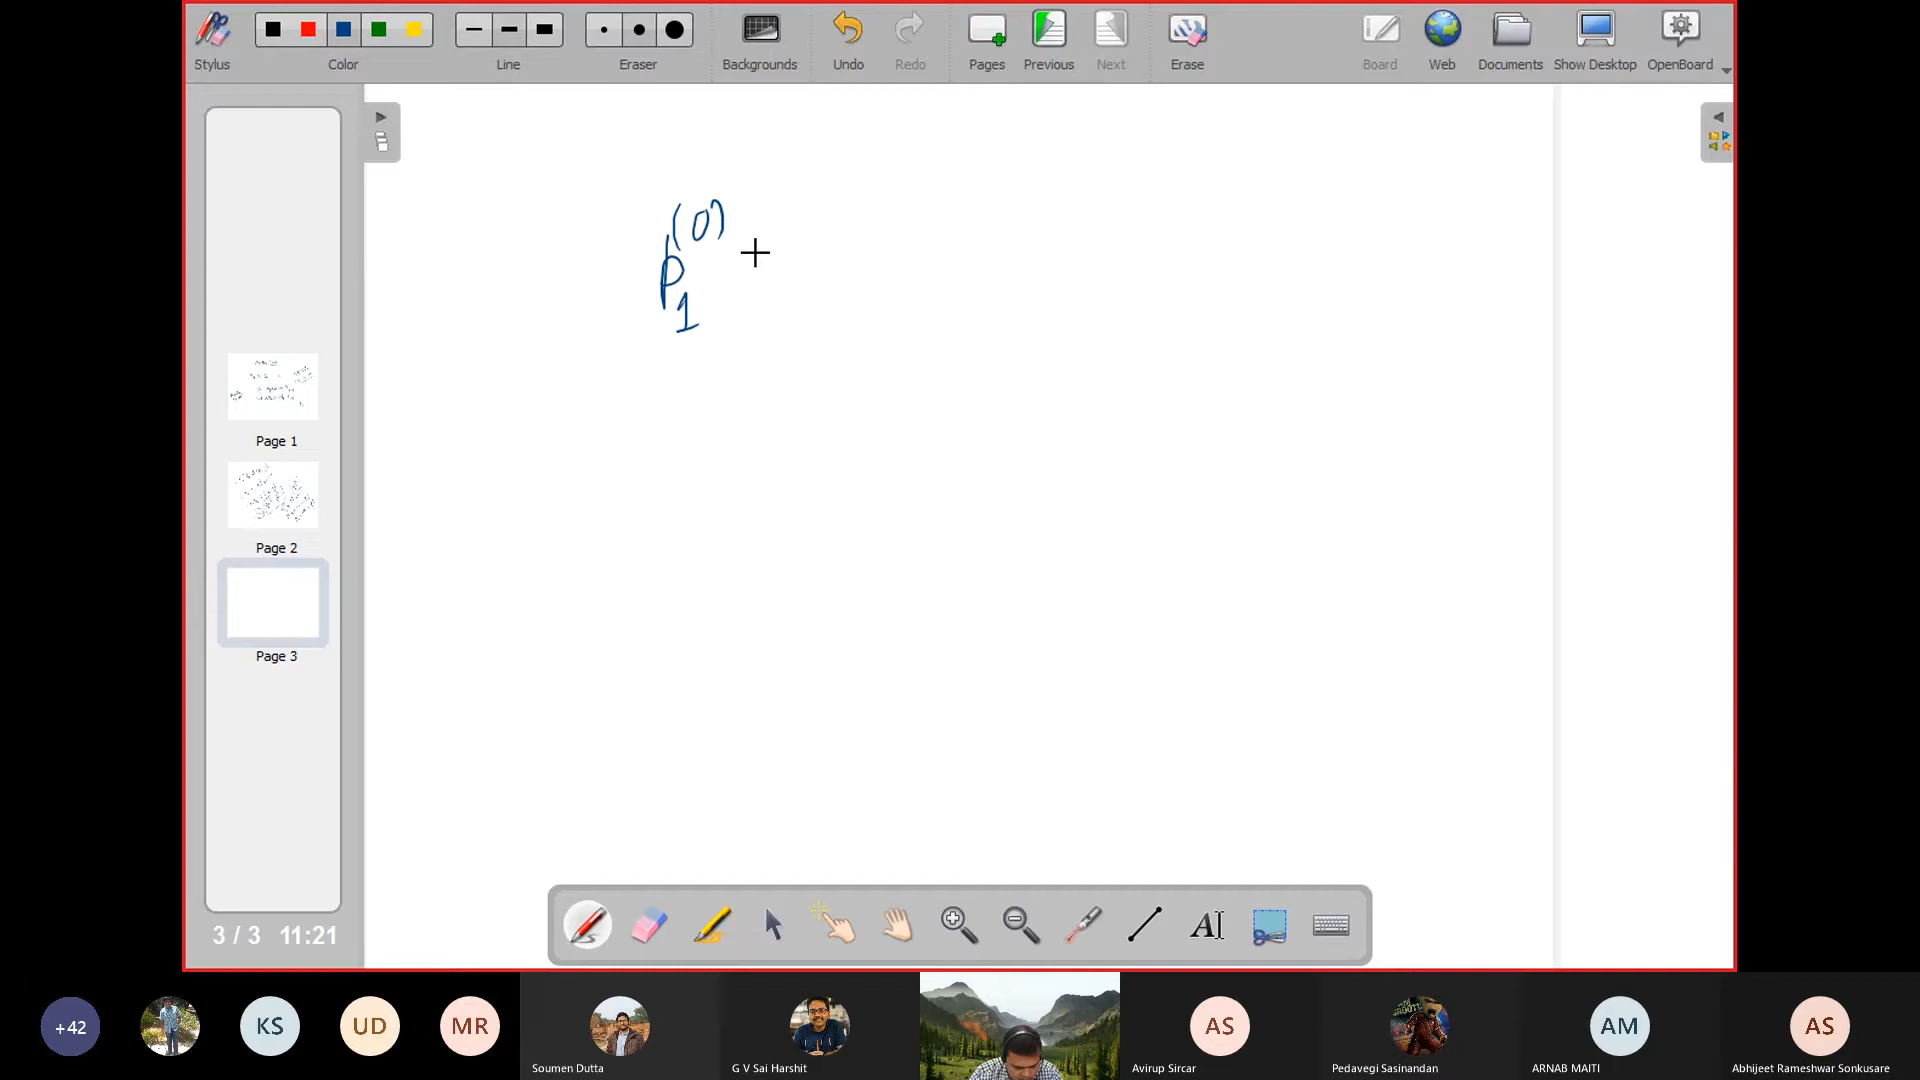 Stylus Color Line Eraser Backgrounds Undo Redo Pages Previous Next Erase Board Web Documents Show Desktop OpenBoard
(0)
p
1
Page 1
Page 2
Page 3
3 / 3 11:21
AI
+42 KS UD MR AS AM AS
Soumen Dutta G V Sai Harshit Avirup Sircar Pedavegi Sasinandan ARNAB MAITI Abhijeet Rameshwar Sonkusare